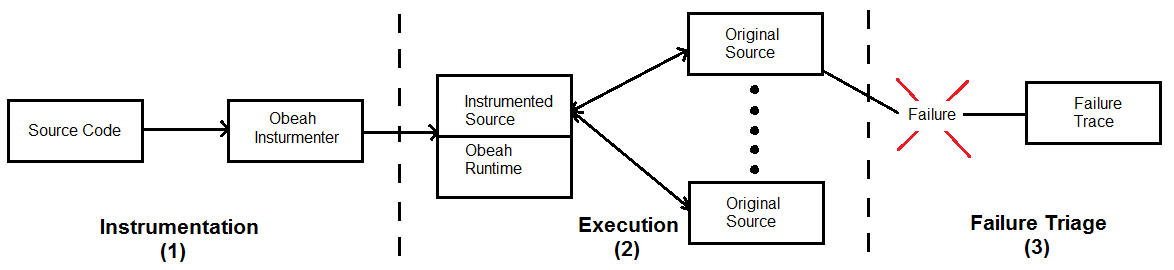 Source Code
Obeah
Insturmenter
Instrumentation
(1)
Instrumented
Source
Obeah
Runtime
Original
Source
Original
Source
Execution
(2)
Failure
Failure
Trace
Failure Triage
(3)